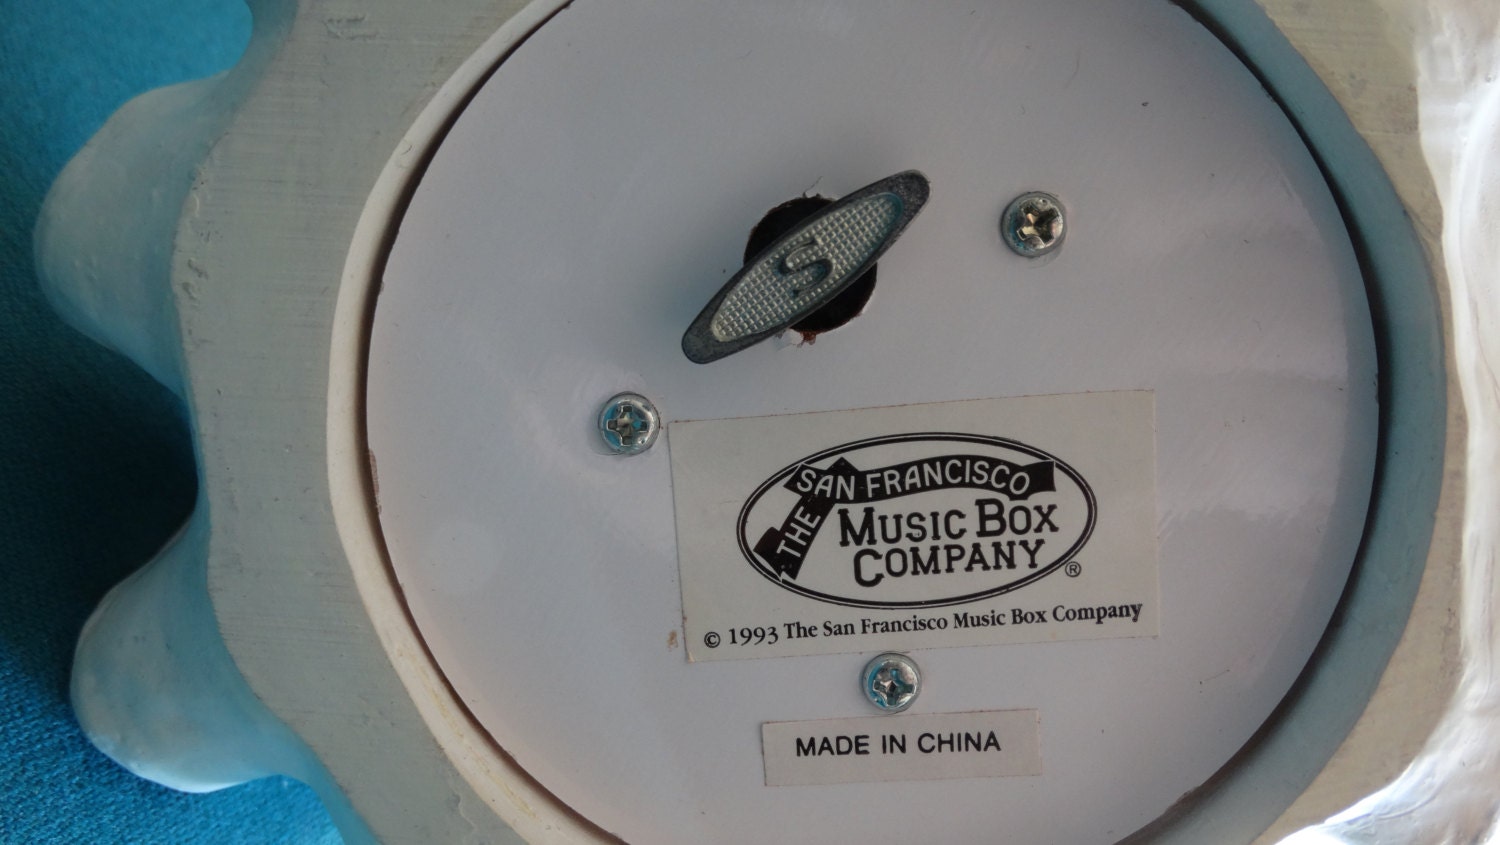 S
THE SAN FRANCISCO
MUSIC BOX
COMPANY
®
© 1993 The San Francisco Music Box Company
MADE IN CHINA